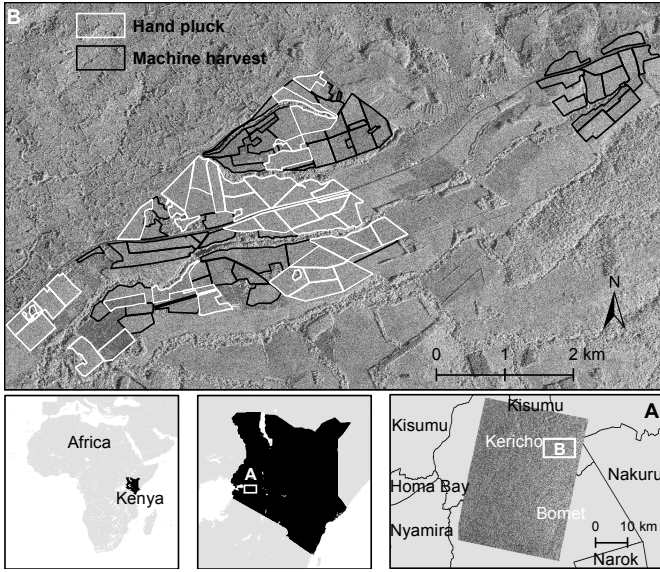 B
Hand pluck
Machine harvest
N
0 1 2 km
Africa
Kenya
A
Kisumu
A
Kisumu
Kericho
B
Nakuru
Homa Bay
Nyamira
Bomet
0 10 km
Narok